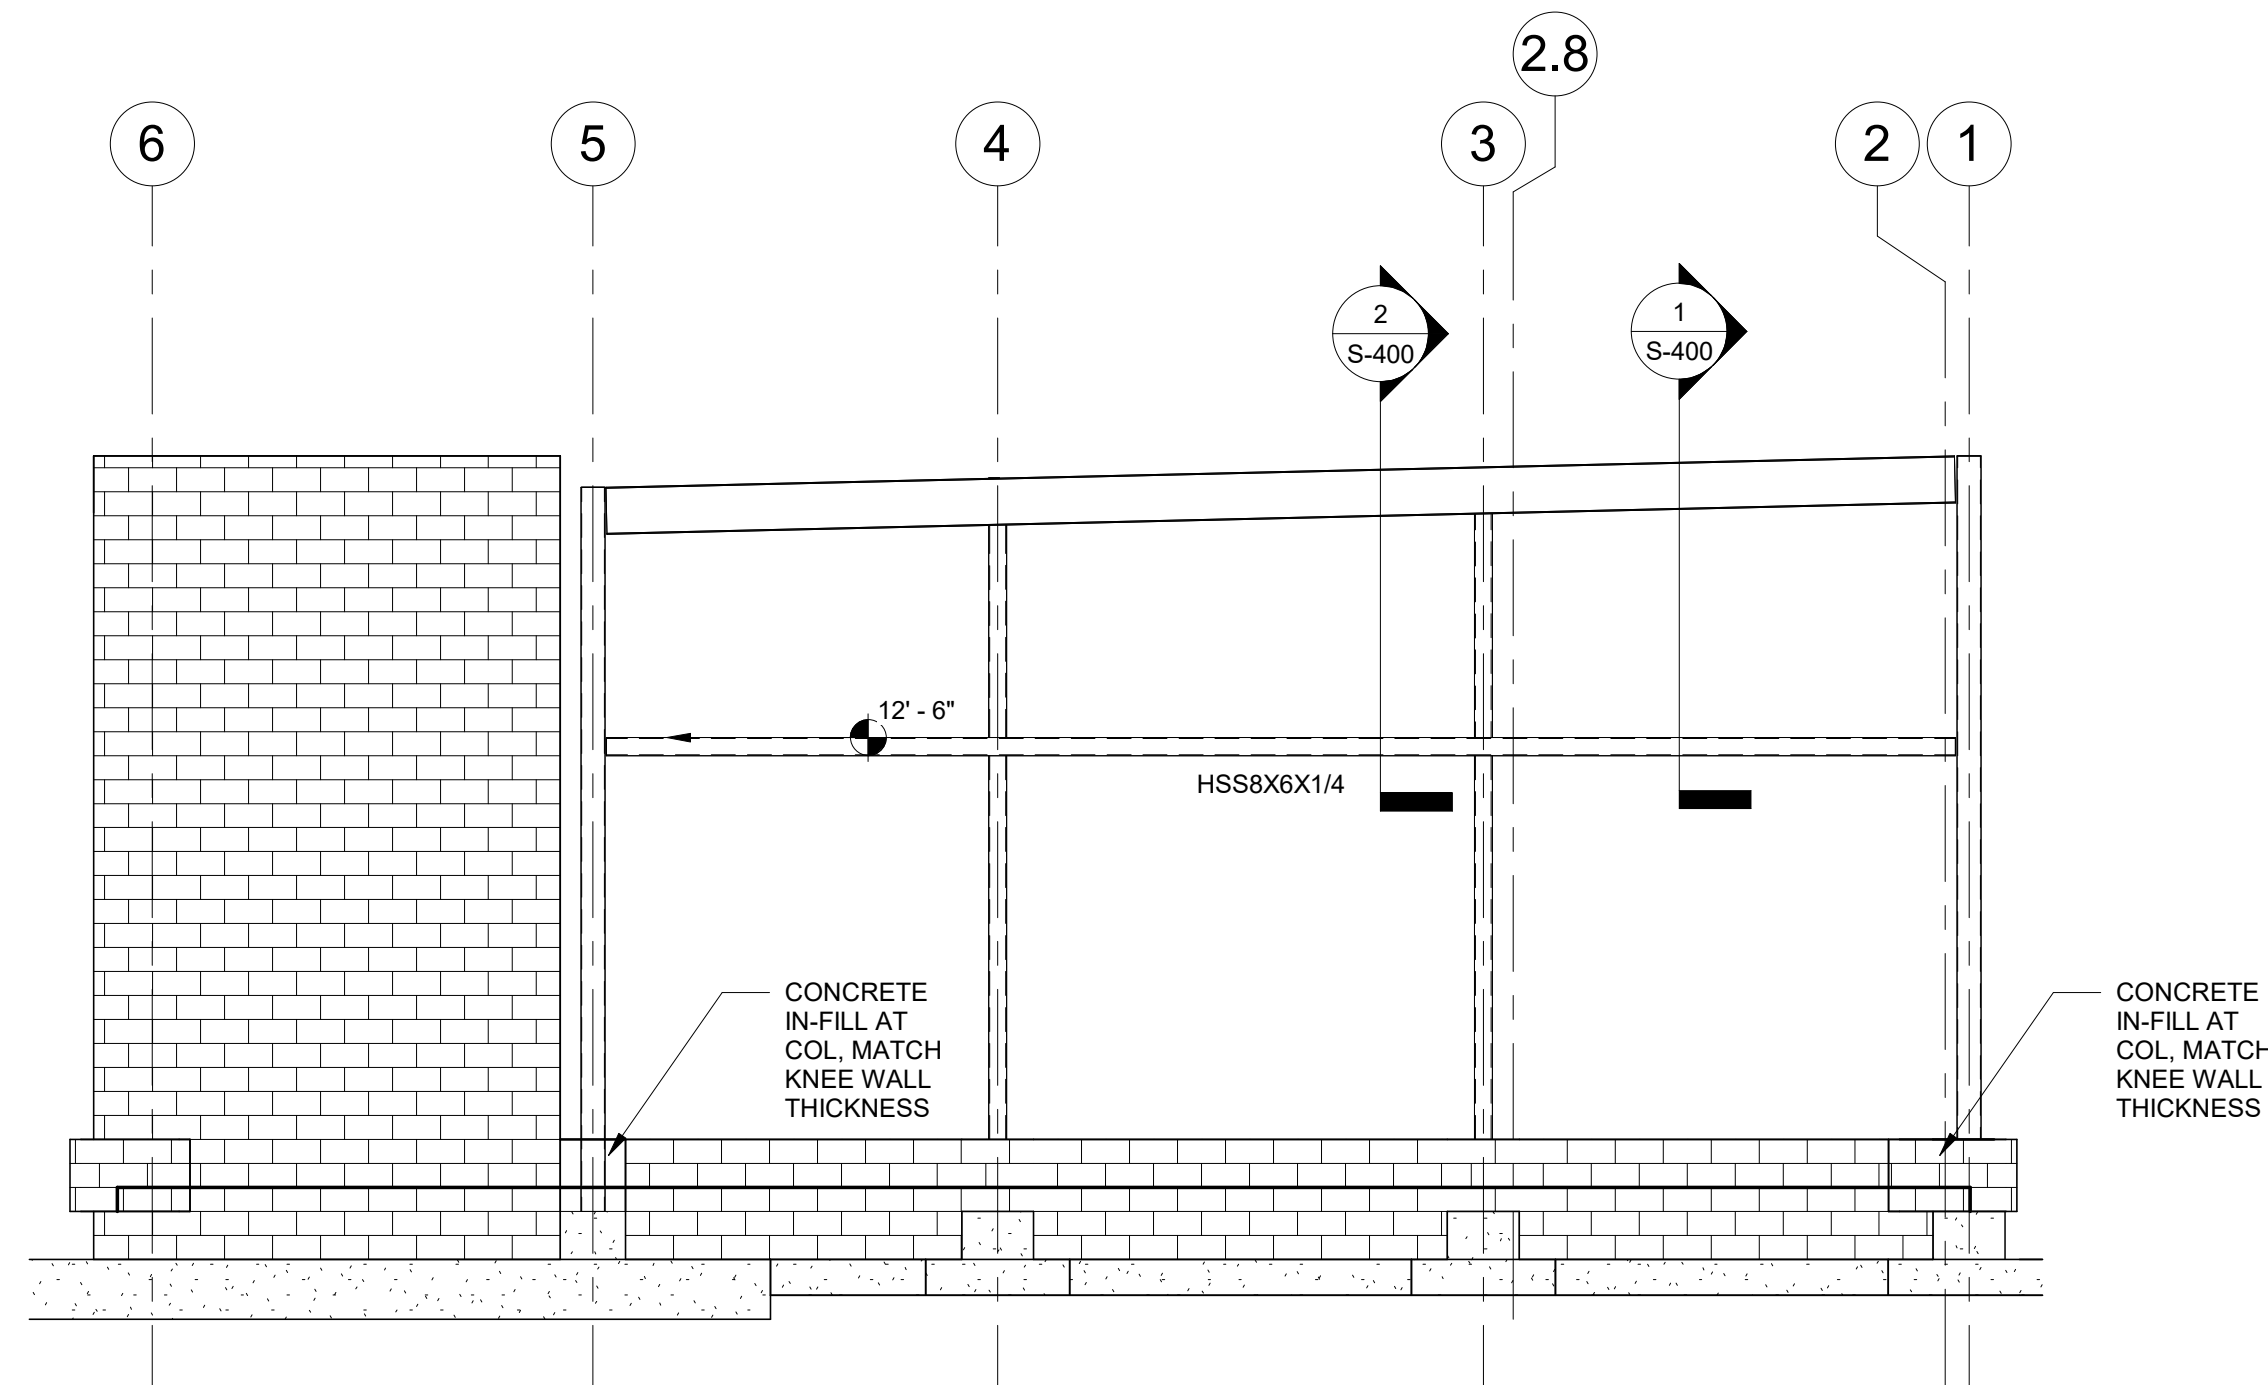 2.8
6
5
4
3
2
1
2
S-400
1
S-400
12' - 6"
HSS8X6X1/4
CONCRETE
IN-FILL AT
COL, MATCH
KNEE WALL
THICKNESS
CONCRETE
IN-FILL AT
COL, MATCH
KNEE WALL
THICKNESS